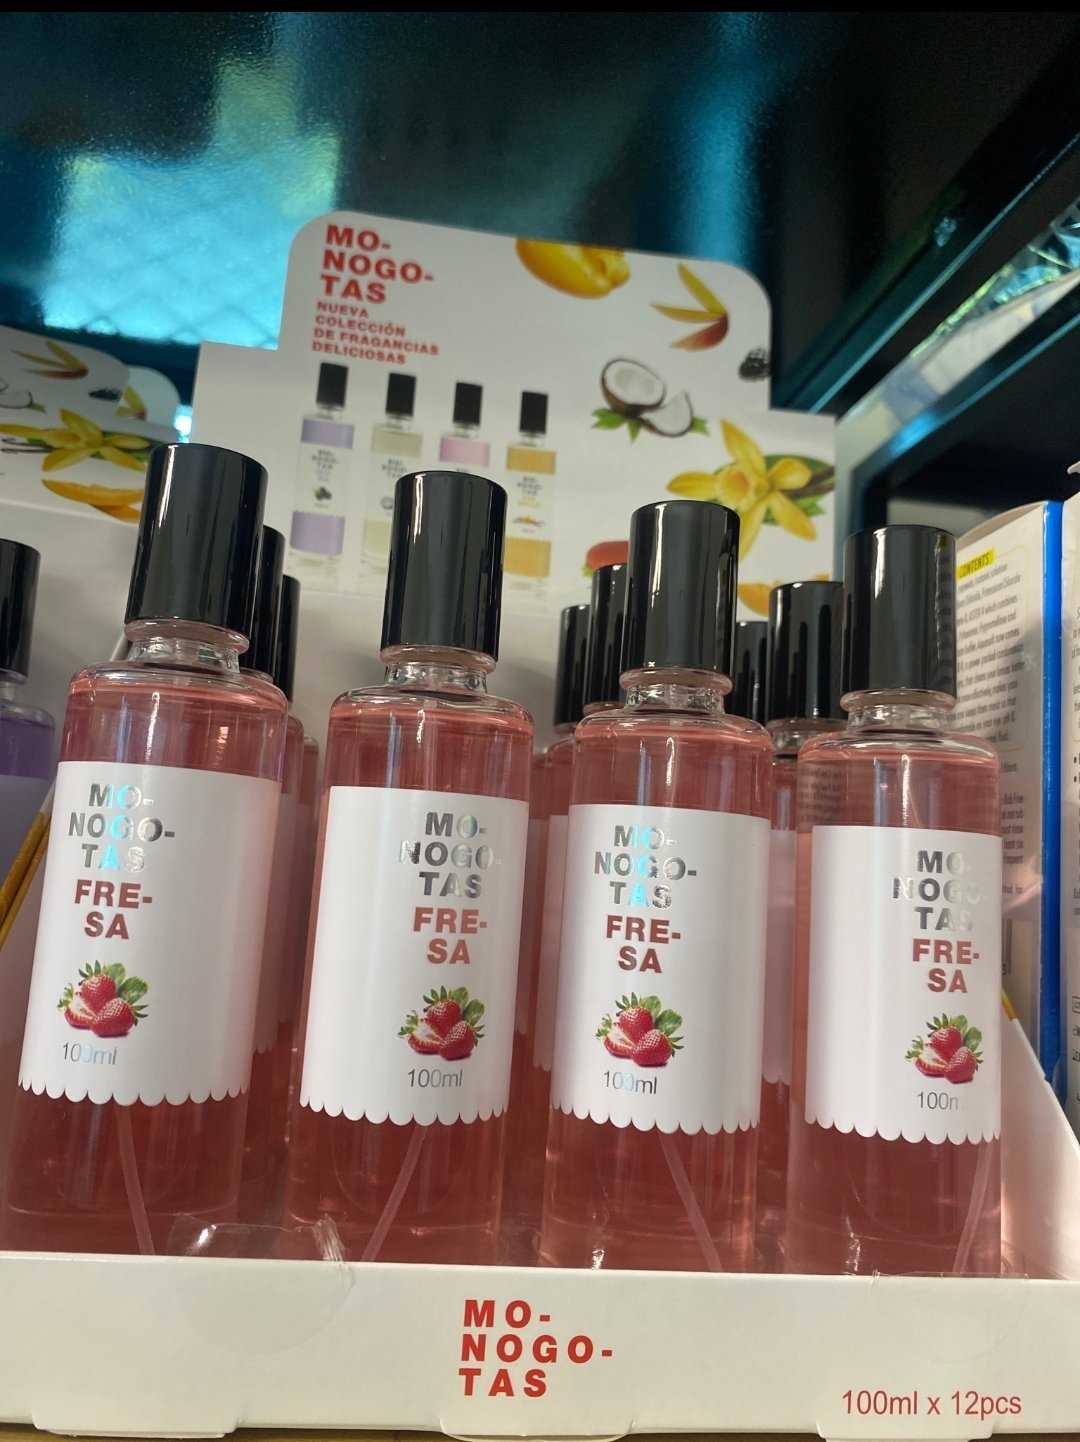 MO-
NOGO-
TAS
NUEVA
COLECCIÓN
DE FRAGANCIAS
DELICIOSAS
MO-
NOGO-
TAS
FRE-
SA
100ml
MO-
NOGO-
TAS
FRE-
SA
100ml
MO-
NOGO-
TAS
FRE-
SA
100ml
MO-
NOGO-
TAS
FRE-
SA
100m
CONTENTS:
MO-
NOGO-
TAS
100ml x 12pcs